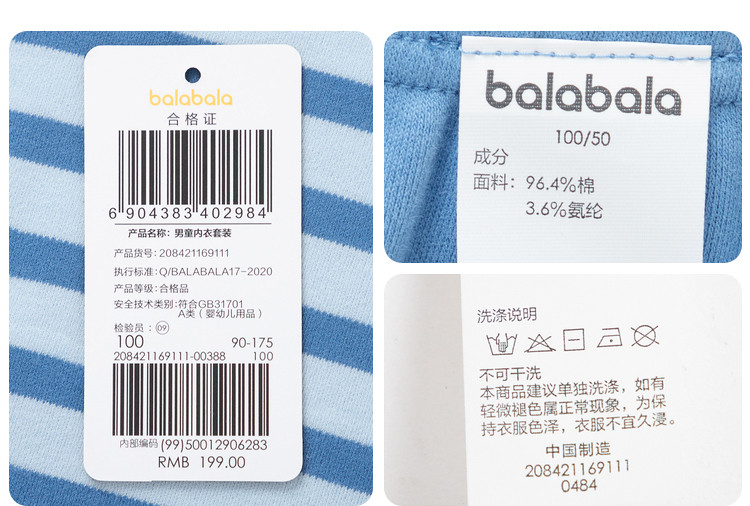 balabala
合格证
6 904383 402984
产品名称: 男童内衣套装
产品货号: 208421169111
执行标准: Q/BALABALA17-2020
产品等级: 合格品
安全技术类别: 符合GB31701
A类 (婴幼儿用品)
检验员 : 09
100 90-175
208421169111-00388 100
内部编码 (99)50012906283
RMB 199.00
balabala
100/50
成分
面料: 96.4%棉
3.6%氨纶
洗涤说明
不可干洗
本商品建议单独洗涤，如有
轻微褪色属正常现象，为保
持衣服色泽，衣服不宜久浸。
中国制造
208421169111
0484